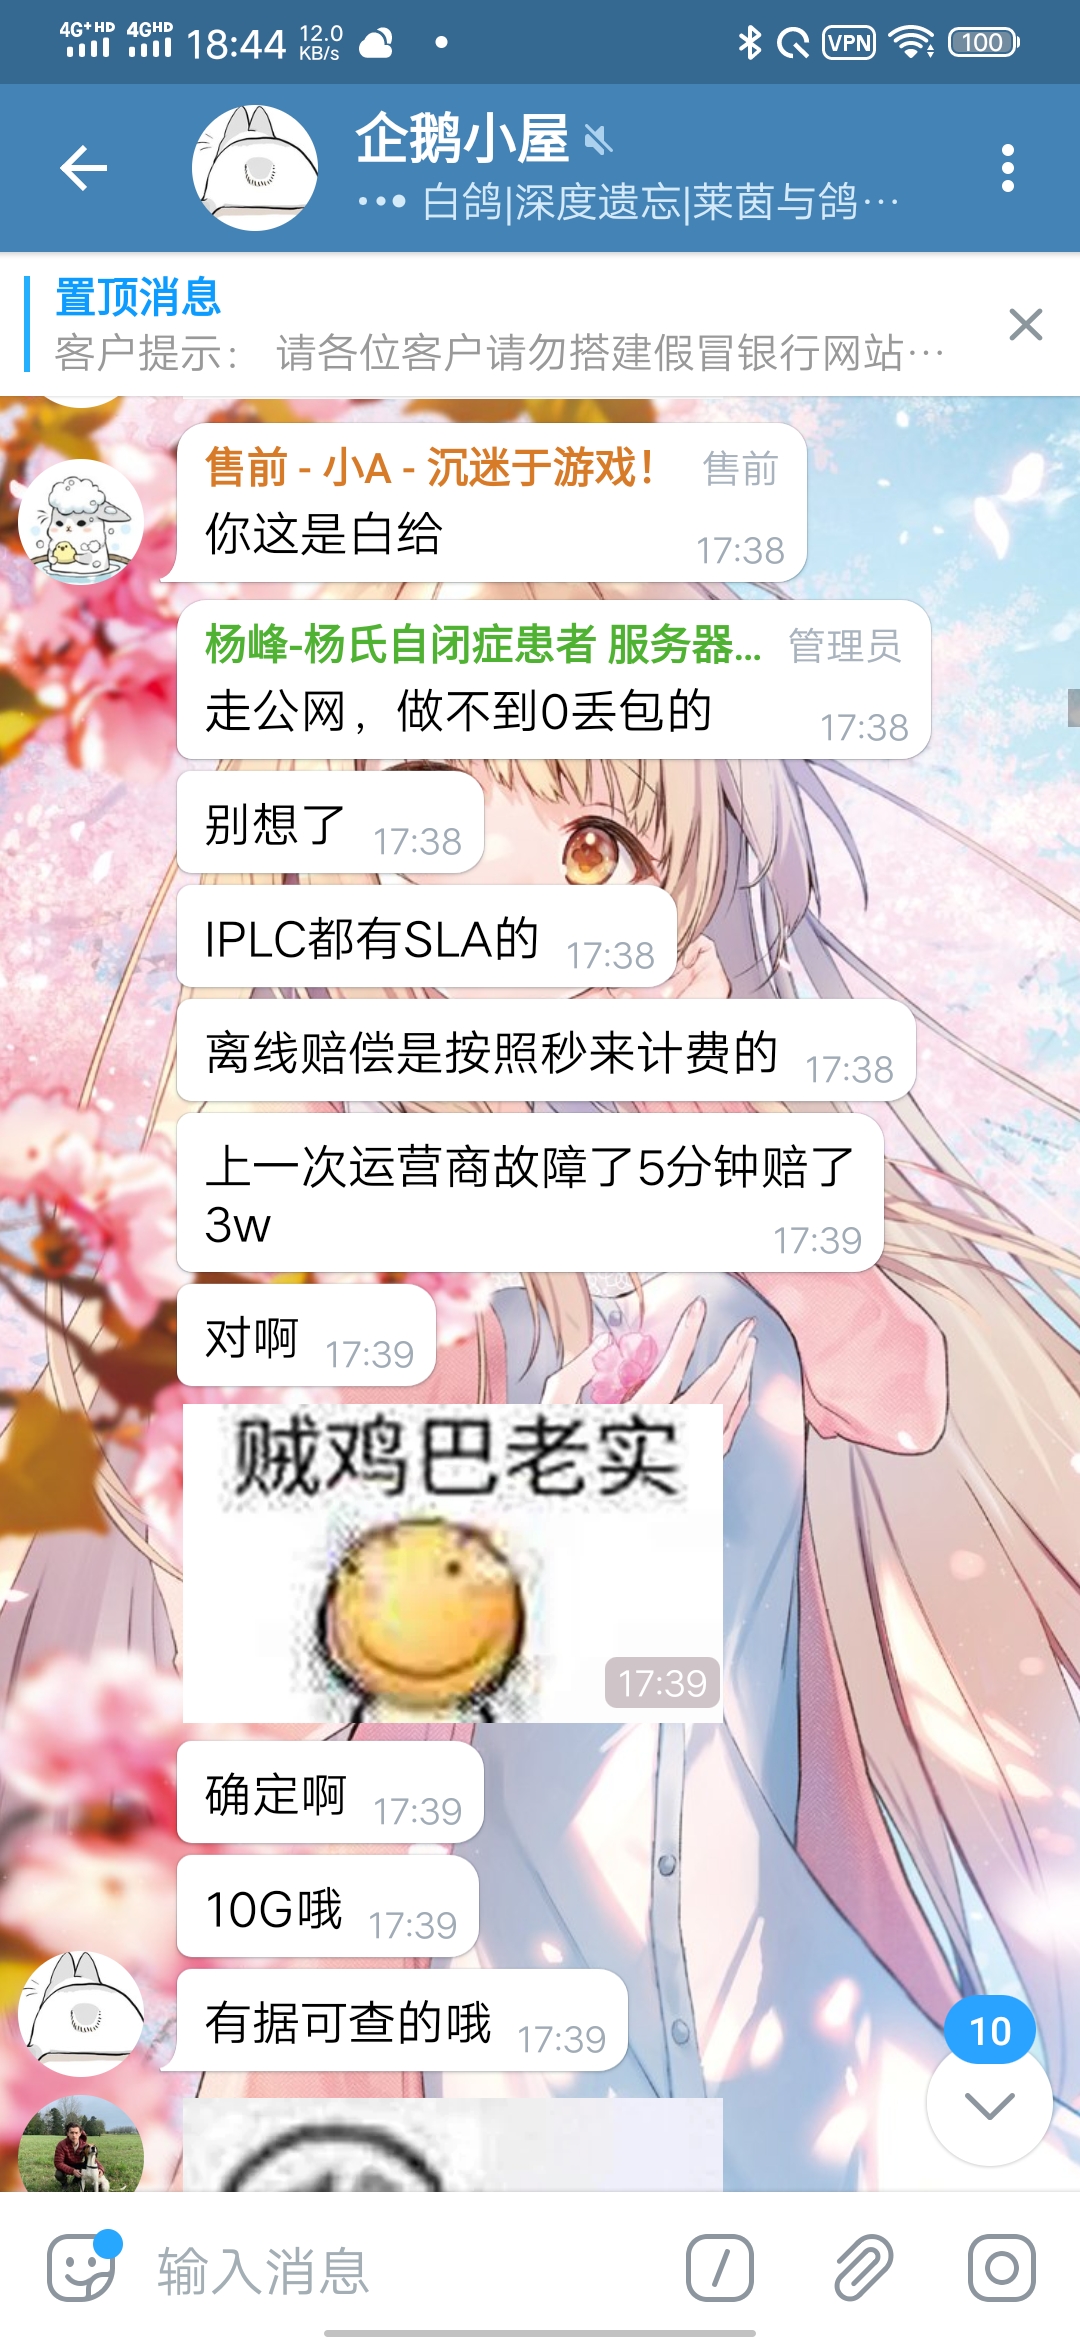 4G+HD 4GHD 18:44 12.0 KB/s VPN 100
企鹅小屋
白鸽|深度遗忘|莱茵与鸽…
置顶消息
客户提示： 请各位客户请勿搭建假冒银行网站…
售前 - 小A - 沉迷于游戏！ 售前
你这是白给 17:38
杨峰-杨氏自闭症患者 服务器... 管理员
走公网，做不到0丢包的 17:38
别想了 17:38
IPLC都有SLA的 17:38
离线赔偿是按照秒来计费的 17:38
上一次运营商故障了5分钟赔了
3w 17:39
对啊 17:39
贼鸡巴老实
17:39
确定啊 17:39
10G哦 17:39
有据可查的哦 17:39
10
输入消息